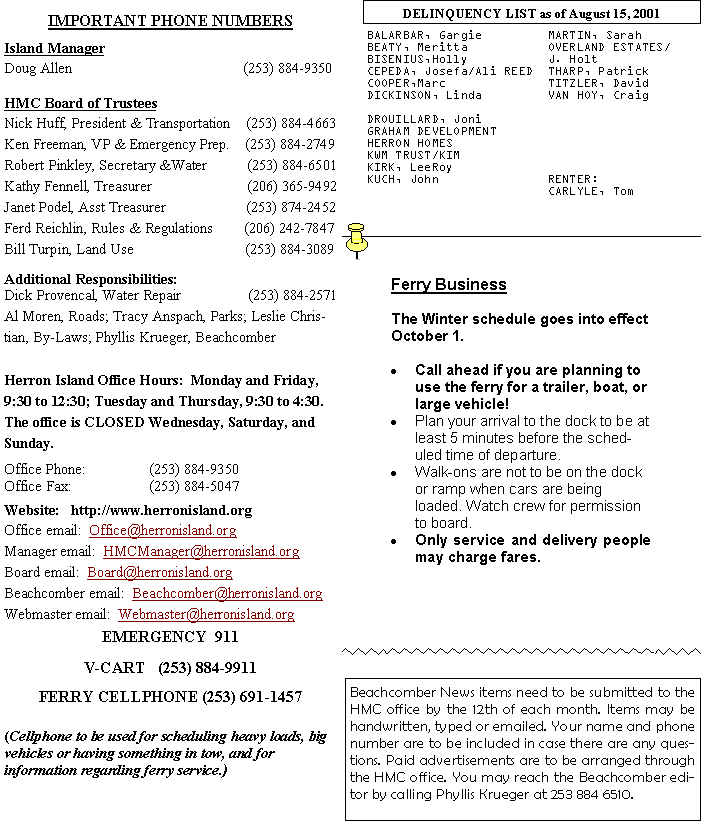 IMPORTANT PHONE NUMBERS
Island Manager
Doug Allen (253) 884-9350
HMC Board of Trustees
Nick Huff, President & Transportation (253) 884-4663
Ken Freeman, VP & Emergency Prep. (253) 884-2749
Robert Pinkley, Secretary &Water (253) 884-6501
Kathy Fennell, Treasurer (206) 365-9492
Janet Podel, Asst Treasurer (253) 874-2452
Ferd Reichlin, Rules & Regulations (206) 242-7847
Bill Turpin, Land Use (253) 884-3089
Additional Responsibilities:
Dick Provencal, Water Repair (253) 884-2571
Al Moren, Roads; Tracy Anspach, Parks; Leslie Chris-
tian, By-Laws; Phyllis Krueger, Beachcomber
Herron Island Office Hours: Monday and Friday,
9:30 to 12:30; Tuesday and Thursday, 9:30 to 4:30.
The office is CLOSED Wednesday, Saturday, and
Sunday.
Office Phone: (253) 884-9350
Office Fax: (253) 884-5047
Website: http://www.herronisland.org
Office email: Office@herronisland.org
Manager email: HMCManager@herronisland.org
Board email: Board@herronisland.org
Beachcomber email: Beachcomber@herronisland.org
Webmaster email: Webmaster@herronisland.org
EMERGENCY 911
V-CART (253) 884-9911
FERRY CELLPHONE (253) 691-1457
(Cellphone to be used for scheduling heavy loads, big
vehicles or having something in tow, and for
information regarding ferry service.)
DELINQUENCY LIST as of August 15, 2001
BALARBAR, Gargie
BEATY, Meritta
BISENIUS,Holly
CEPEDA, Josefa/Ali REED
COOPER,Marc
DICKINSON, Linda
DROUILLARD, Joni
GRAHAM DEVELOPMENT
HERRON HOMES
KWM TRUST/KIM
KIRK, LeeRoy
KUCH, John
MARTIN, Sarah
OVERLAND ESTATES/
J. Holt
THARP, Patrick
TITZLER, David
VAN HOY, Craig
RENTER:
CARLYLE, Tom
Ferry Business
The Winter schedule goes into effect
October 1.
● Call ahead if you are planning to
use the ferry for a trailer, boat, or
large vehicle!
● Plan your arrival to the dock to be at
least 5 minutes before the sched-
uled time of departure.
● Walk-ons are not to be on the dock
or ramp when cars are being
loaded. Watch crew for permission
to board.
● Only service and delivery people
may charge fares.
Beachcomber News items need to be submitted to the
HMC office by the 12th of each month. Items may be
handwritten, typed or emailed. Your name and phone
number are to be included in case there are any ques-
tions. Paid advertisements are to be arranged through
the HMC office. You may reach the Beachcomber edi-
tor by calling Phyllis Krueger at 253 884 6510.